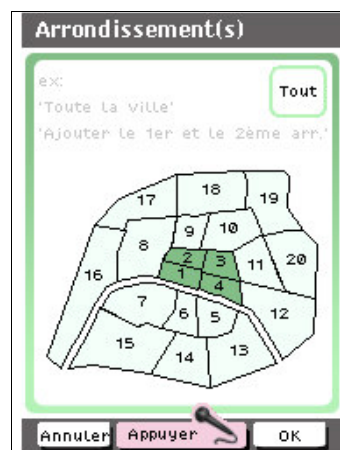 Arrondissement(s)
ex:
Tout
'Toute la ville'
'Ajouter le 1er et le 2ème arr.'
17
18
19
9
10
8
2
3
11
20
16
1
4
7
6
5
12
15
14
13
Annuler
Appuyer
OK